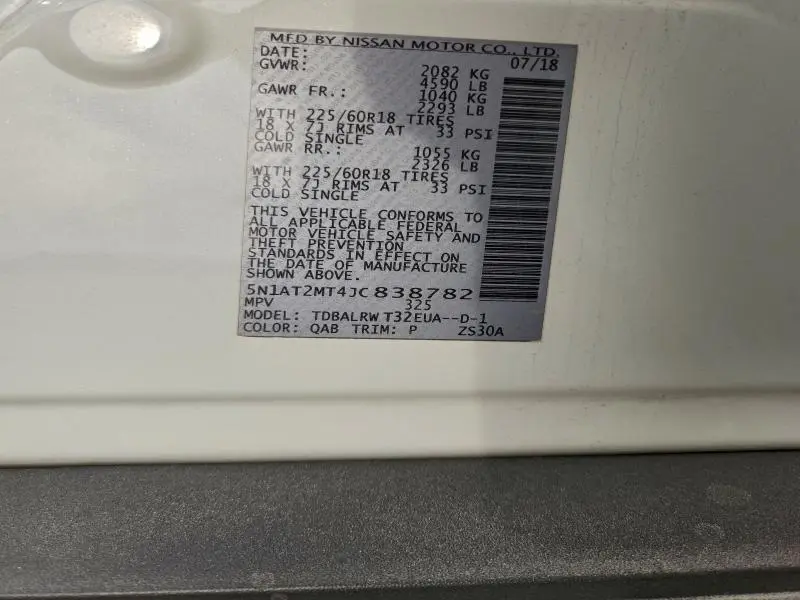 MFD BY NISSAN MOTOR CO., LTD.
DATE: 07/18
GVWR: 2082 KG
4590 LB
GAWR FR.: 1040 KG
2293 LB
WITH 225/60R18 TIRES
18 X 7J RIMS AT 33 PSI
COLD SINGLE
GAWR RR.: 1055 KG
2326 LB
WITH 225/60R18 TIRES
18 X 7J RIMS AT 33 PSI
COLD SINGLE
THIS VEHICLE CONFORMS TO
ALL APPLICABLE FEDERAL
MOTOR VEHICLE SAFETY AND
THEFT PREVENTION
STANDARDS IN EFFECT ON
THE DATE OF MANUFACTURE
SHOWN ABOVE.
5N1AT2MT4JC838782
MPV 325
MODEL: TDBALRW T32EUA--D-1
COLOR: QAB TRIM: P ZS30A